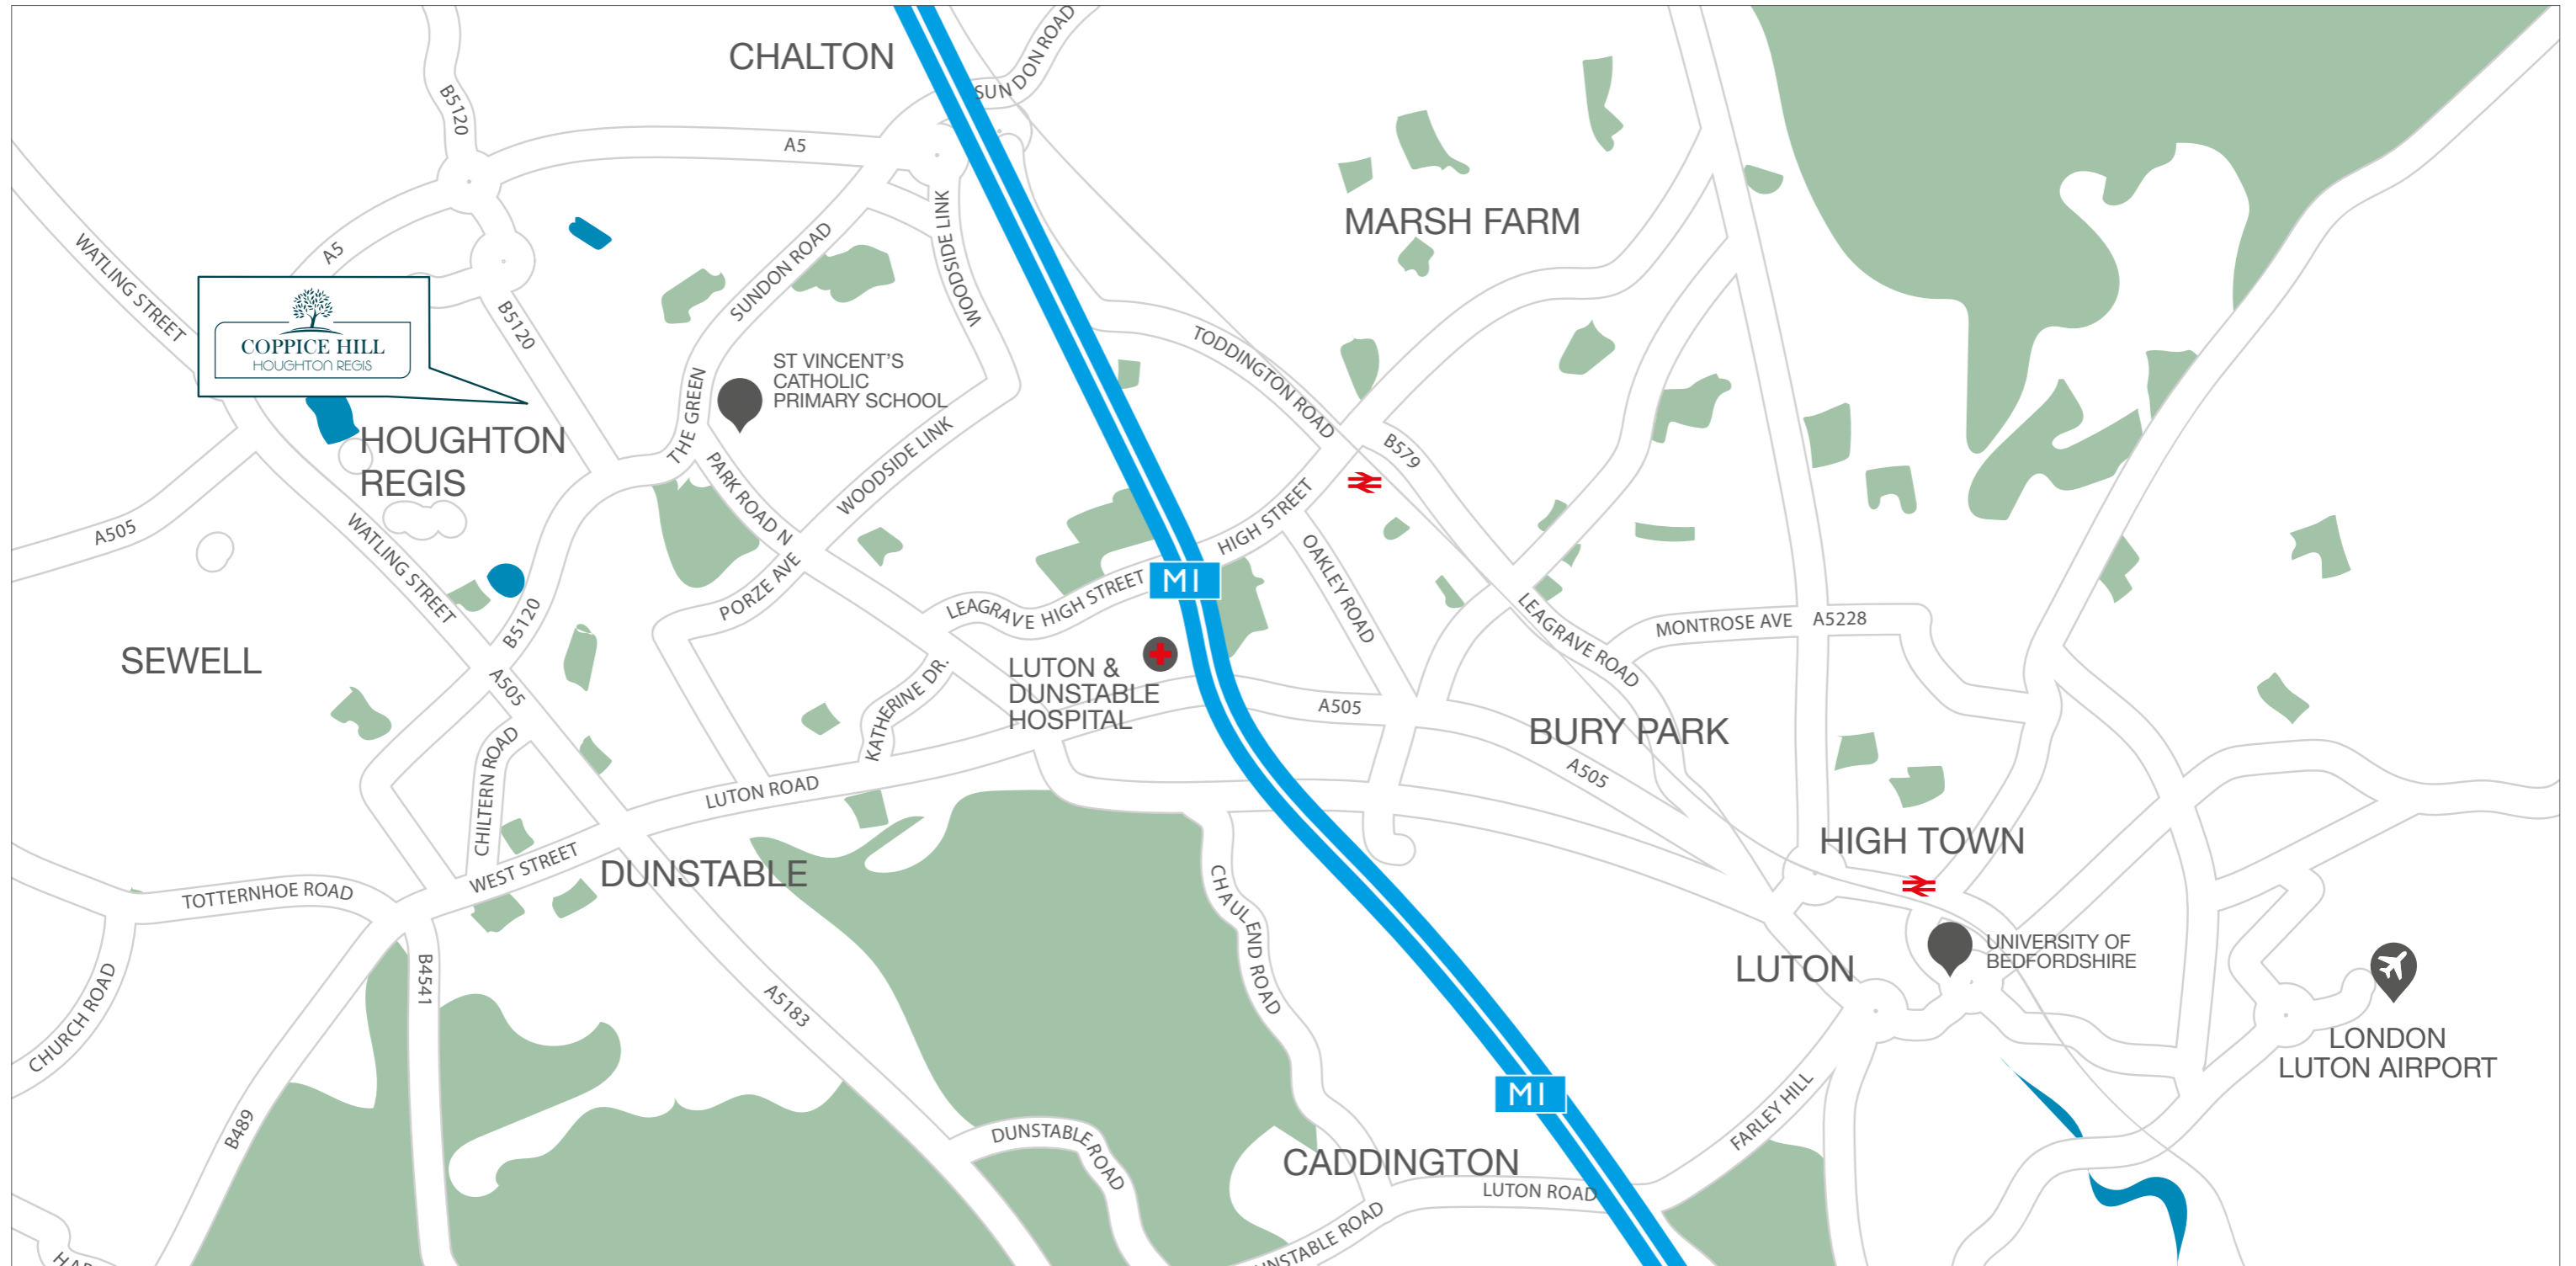 CHALTON
SUNDON ROAD
B5120
A5
MARSH FARM
WATLING STREET
A5
SUNDON ROAD
WOODSIDE LINK
COPPICE HILL
HOUGHTON REGIS
B5120
TODDINGTON ROAD
ST VINCENT'S
CATHOLIC
PRIMARY SCHOOL
THE GREEN
HOUGHTON
REGIS
B579
WOODSIDE LINK
PARK ROAD N
HIGH STREET
A505
WATLING STREET
OAKLEY ROAD
M1
PORZE AVE
LEAGRAVE HIGH STREET
B5120
LEAGRAVE ROAD
MONTROSE AVE
A5228
SEWELL
LUTON &
DUNSTABLE
HOSPITAL
A505
KATHERINE DR.
A505
BURY PARK
A505
CHILTERN ROAD
LUTON ROAD
HIGH TOWN
WEST STREET
DUNSTABLE
TOTTERNHOE ROAD
CHAUL END ROAD
UNIVERSITY OF
BEDFORDSHIRE
LUTON
B4541
A5183
CHURCH ROAD
LONDON
LUTON AIRPORT
M1
B489
FARLEY HILL
DUNSTABLE ROAD
CADDINGTON
LUTON ROAD